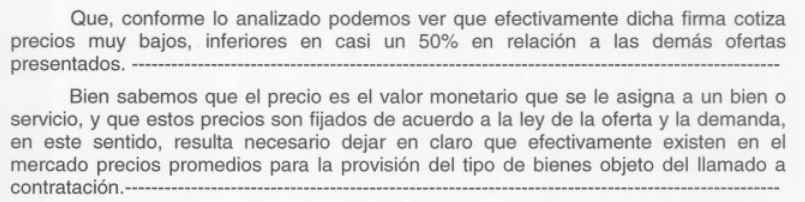 Que, conforme lo analizado podemos ver que efectivamente dicha firma cotiza
precios muy bajos, inferiores en casi un 50% en relación a las demás ofertas
presentados. --------------------------------------------------------------------------------------------------
Bien sabemos que el precio es el valor monetario que se le asigna a un bien o
servicio, y que estos precios son fijados de acuerdo a la ley de la oferta y la demanda,
en este sentido, resulta necesario dejar en claro que efectivamente existen en el
mercado precios promedios para la provisión del tipo de bienes objeto del llamado a
contratación.---------------------------------------------------------------------------------------------------